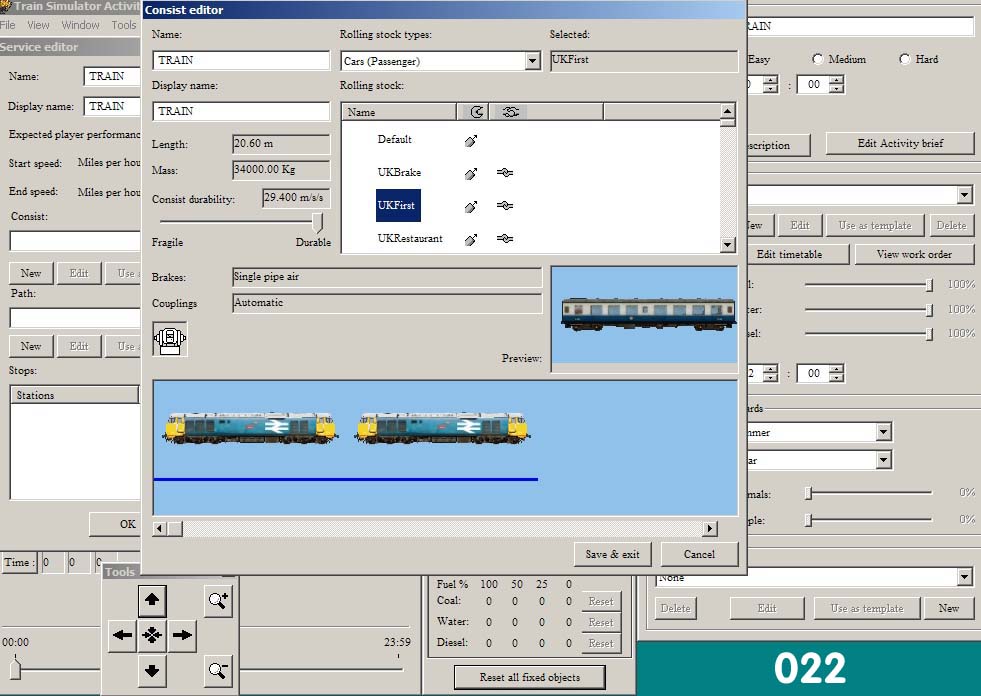 Train Simulator Activit
File View Window Tools
Service editor
Name: TRAIN
Display name: TRAIN
Expected player performanc
Start speed: Miles per hou
End speed: Miles per hou
Consist:
New Edit Use a
Path:
New Edit Use a
Stops:
Stations
OK
Consist editor
Name: Rolling stock types: Selected:
TRAIN Cars (Passenger) UKFirst
Display name: Rolling stock:
TRAIN
Name
Default
UKBrake
UKFirst
UKRestaurant
Length: 20.60 m
Mass: 34000.00 Kg
Consist durability: 29.400 m/s/s
Fragile Durable
Brakes: Single pipe air
Couplings Automatic
Preview:
Save & exit Cancel
RAIN
Easy Medium Hard
0 : 00
scription Edit Activity brief
ew Edit Use as template Delete
Edit timetable View work order
l: 100%
ter: 100%
sel: 100%
2 : 00
ards
mmer
ar
mals: 0%
ple: 0%
None
Delete Edit Use as template New
Time : 0 0 0
Tools
00:00 23:59
Fuel % 100 50 25 0
Coal: 0 0 0 0 Reset
Water: 0 0 0 0 Reset
Diesel: 0 0 0 0 Reset
Reset all fixed objects
022